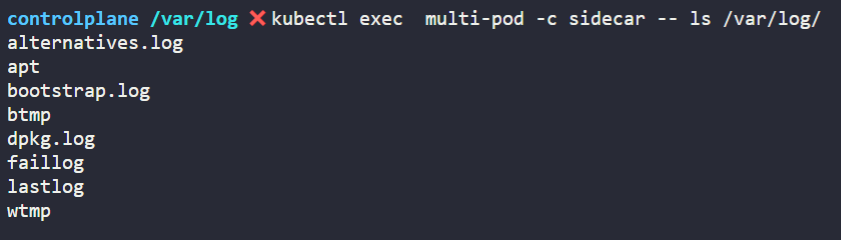 controlplane /var/log ❌ kubectl exec  multi-pod -c sidecar -- ls /var/log/
alternatives.log
apt
bootstrap.log
btmp
dpkg.log
faillog
lastlog
wtmp